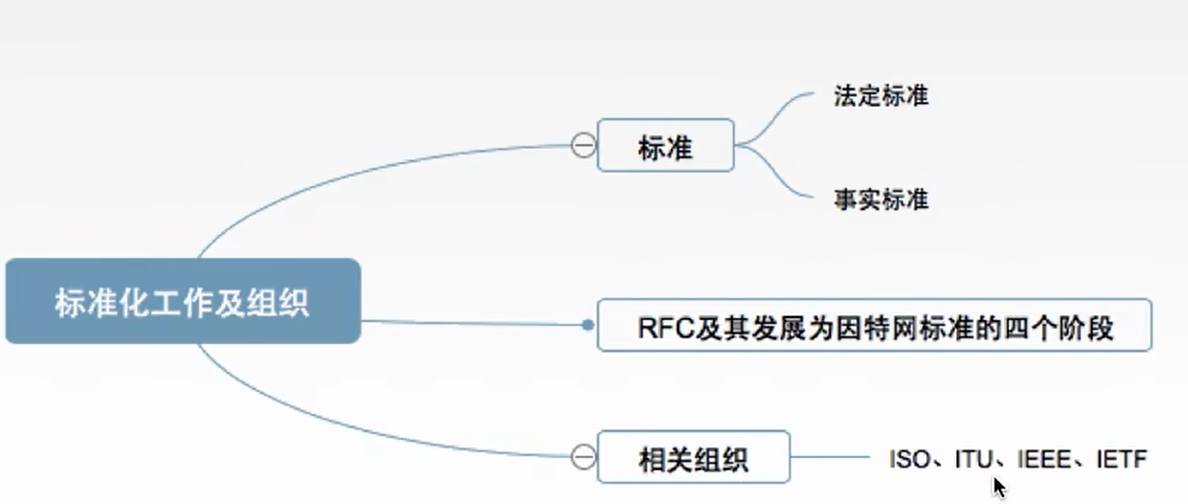 法定标准
标准
事实标准
标准化工作及组织
RFC及其发展为因特网标准的四个阶段
相关组织
ISO、ITU、IEEE、IETF